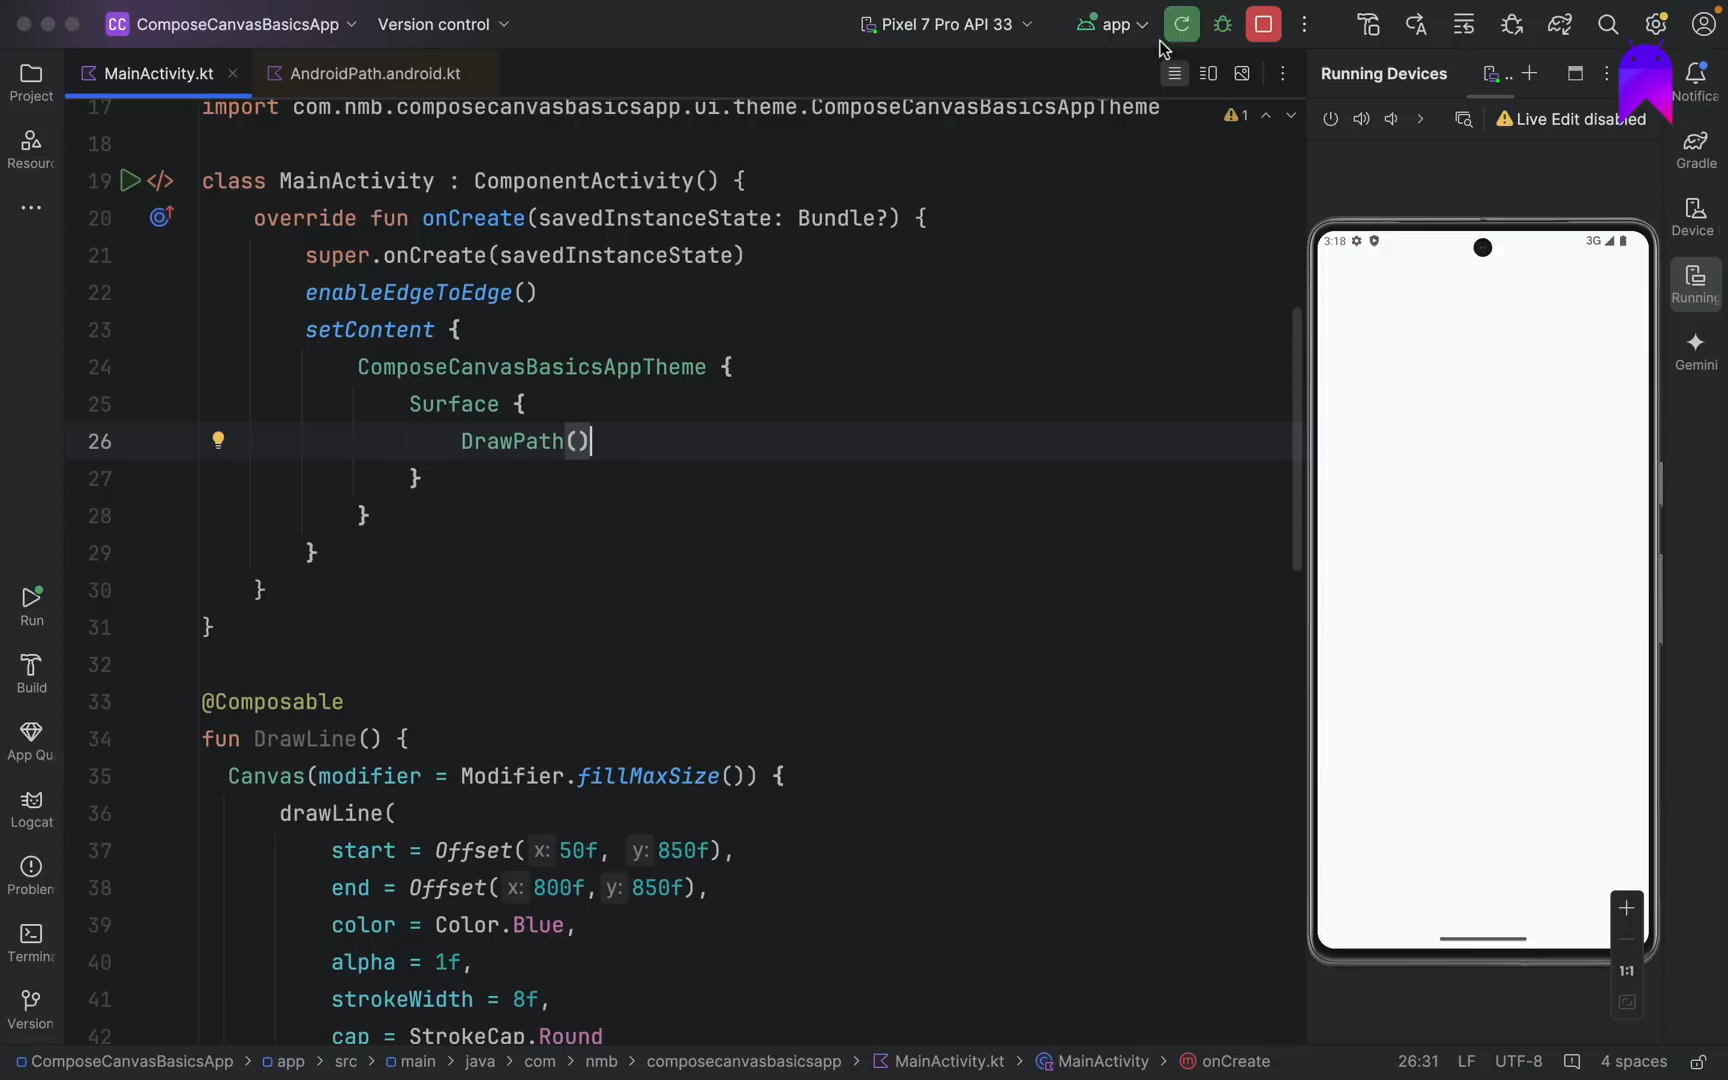 CC ComposeCanvasBasicsApp Version control Pixel 7 Pro API 33 app
Project
Resourc
Run
Build
App Qu
Logcat
Problen
Termina
Version
MainActivity.kt AndroidPath.android.kt
1
17 import com.nmb.composecanvasbasicsapp.ui.theme.ComposeCanvasBasicsAppTheme
18
19 class MainActivity : ComponentActivity() {
20 override fun onCreate(savedInstanceState: Bundle?) {
21 super.onCreate(savedInstanceState)
22 enableEdgeToEdge()
23 setContent {
24 ComposeCanvasBasicsAppTheme {
25 Surface {
26 DrawPath()
27 }
28 }
29 }
30 }
31 }
32
33 @Composable
34 fun DrawLine() {
35 Canvas(modifier = Modifier.fillMaxSize()) {
36 drawLine(
37 start = Offset( x: 50f, y: 850f),
38 end = Offset( x: 800f, y: 850f),
39 color = Color.Blue,
40 alpha = 1f,
41 strokeWidth = 8f,
42 cap = StrokeCap.Round
Running Devices
Live Edit disabled
3:18 3G
1:1
Notifica
Gradle
Device
Running
Gemini
ComposeCanvasBasicsApp > app > src > main > java > com > nmb > composecanvasbasicsapp > MainActivity.kt > MainActivity > onCreate 26:31 LF UTF-8 4 spaces